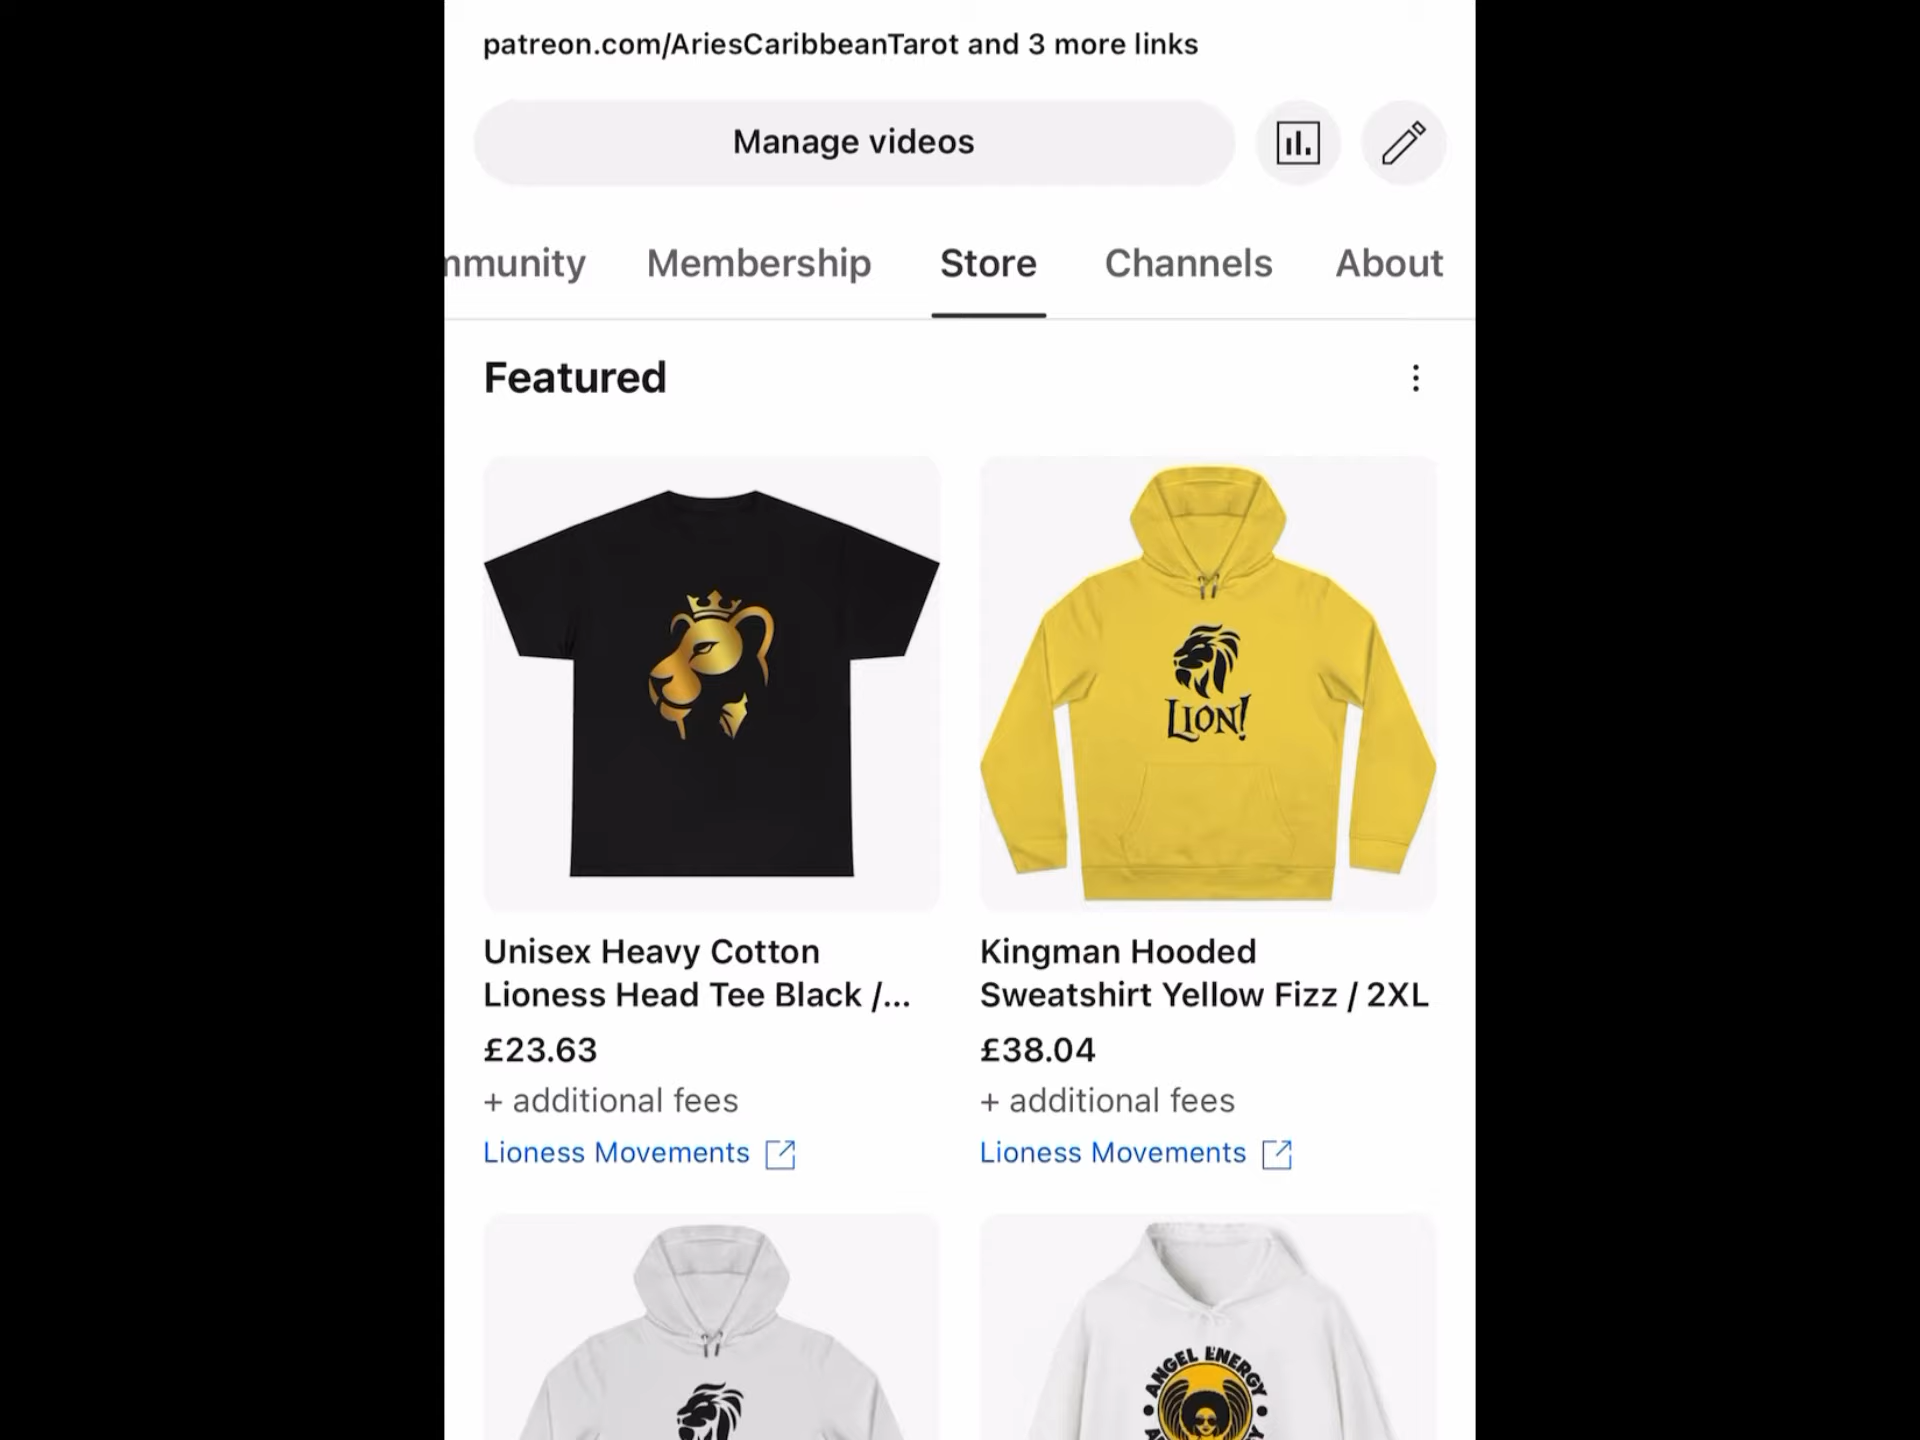 patreon.com/AriesCaribbeanTarot and 3 more links
Manage videos
mmunity Membership Store Channels About
Featured
LION!
Unisex Heavy Cotton
Lioness Head Tee Black /...
£23.63
+ additional fees
Lioness Movements
Kingman Hooded
Sweatshirt Yellow Fizz / 2XL
£38.04
+ additional fees
Lioness Movements
ANGEL ENERGY